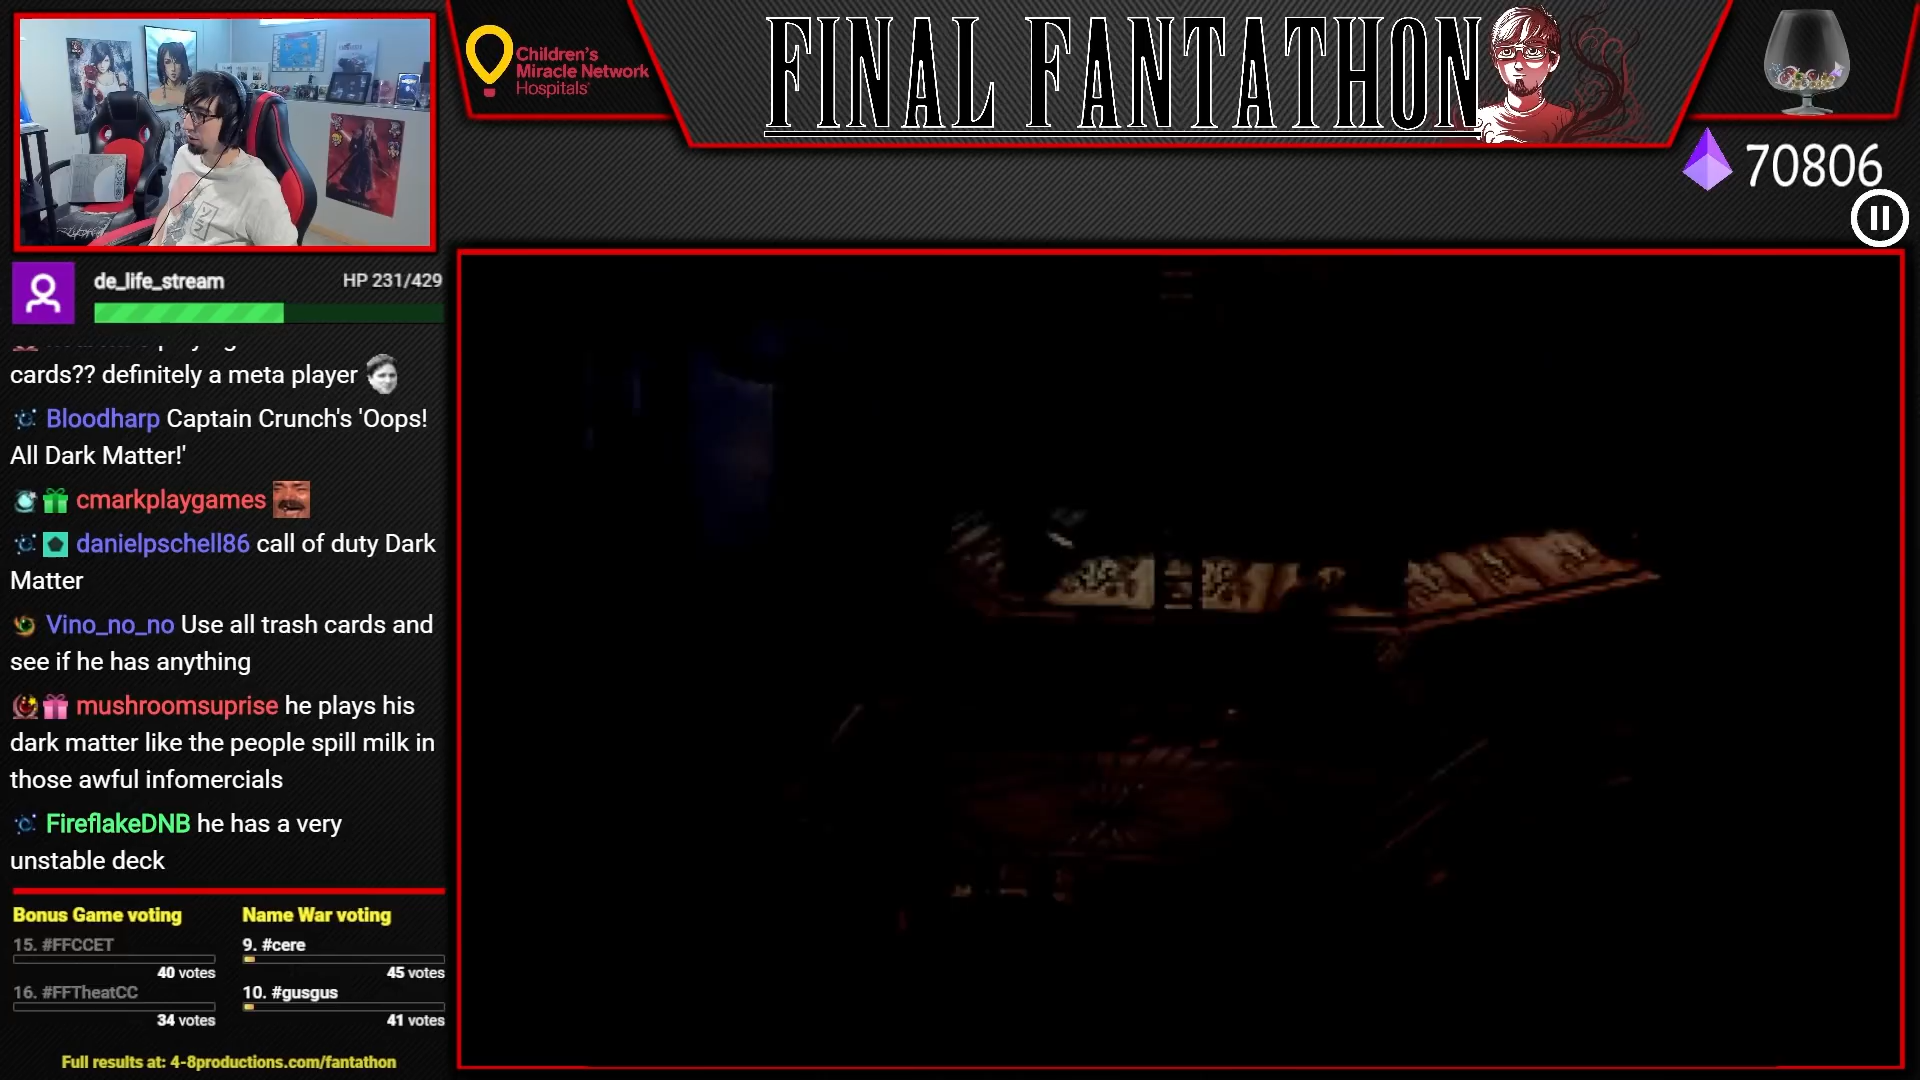 Children's
Miracle Network
Hospitals
FINAL FANTATHON
70806
de_life_stream
HP 231/429
cards?? definitely a meta player
Bloodharp Captain Crunch's 'Oops!
All Dark Matter!'
cmarkplaygames
danielpschell86 call of duty Dark
Matter
Vino_no_no Use all trash cards and
see if he has anything
mushroomsuprise he plays his
dark matter like the people spill milk in
those awful infomercials
FireflakeDNB he has a very
unstable deck
Bonus Game voting
15. #FFCCET
40 votes
16. #FFTheatCC
34 votes
Name War voting
9. #cere
45 votes
10. #gusgus
41 votes
Full results at: 4-8productions.com/fantathon